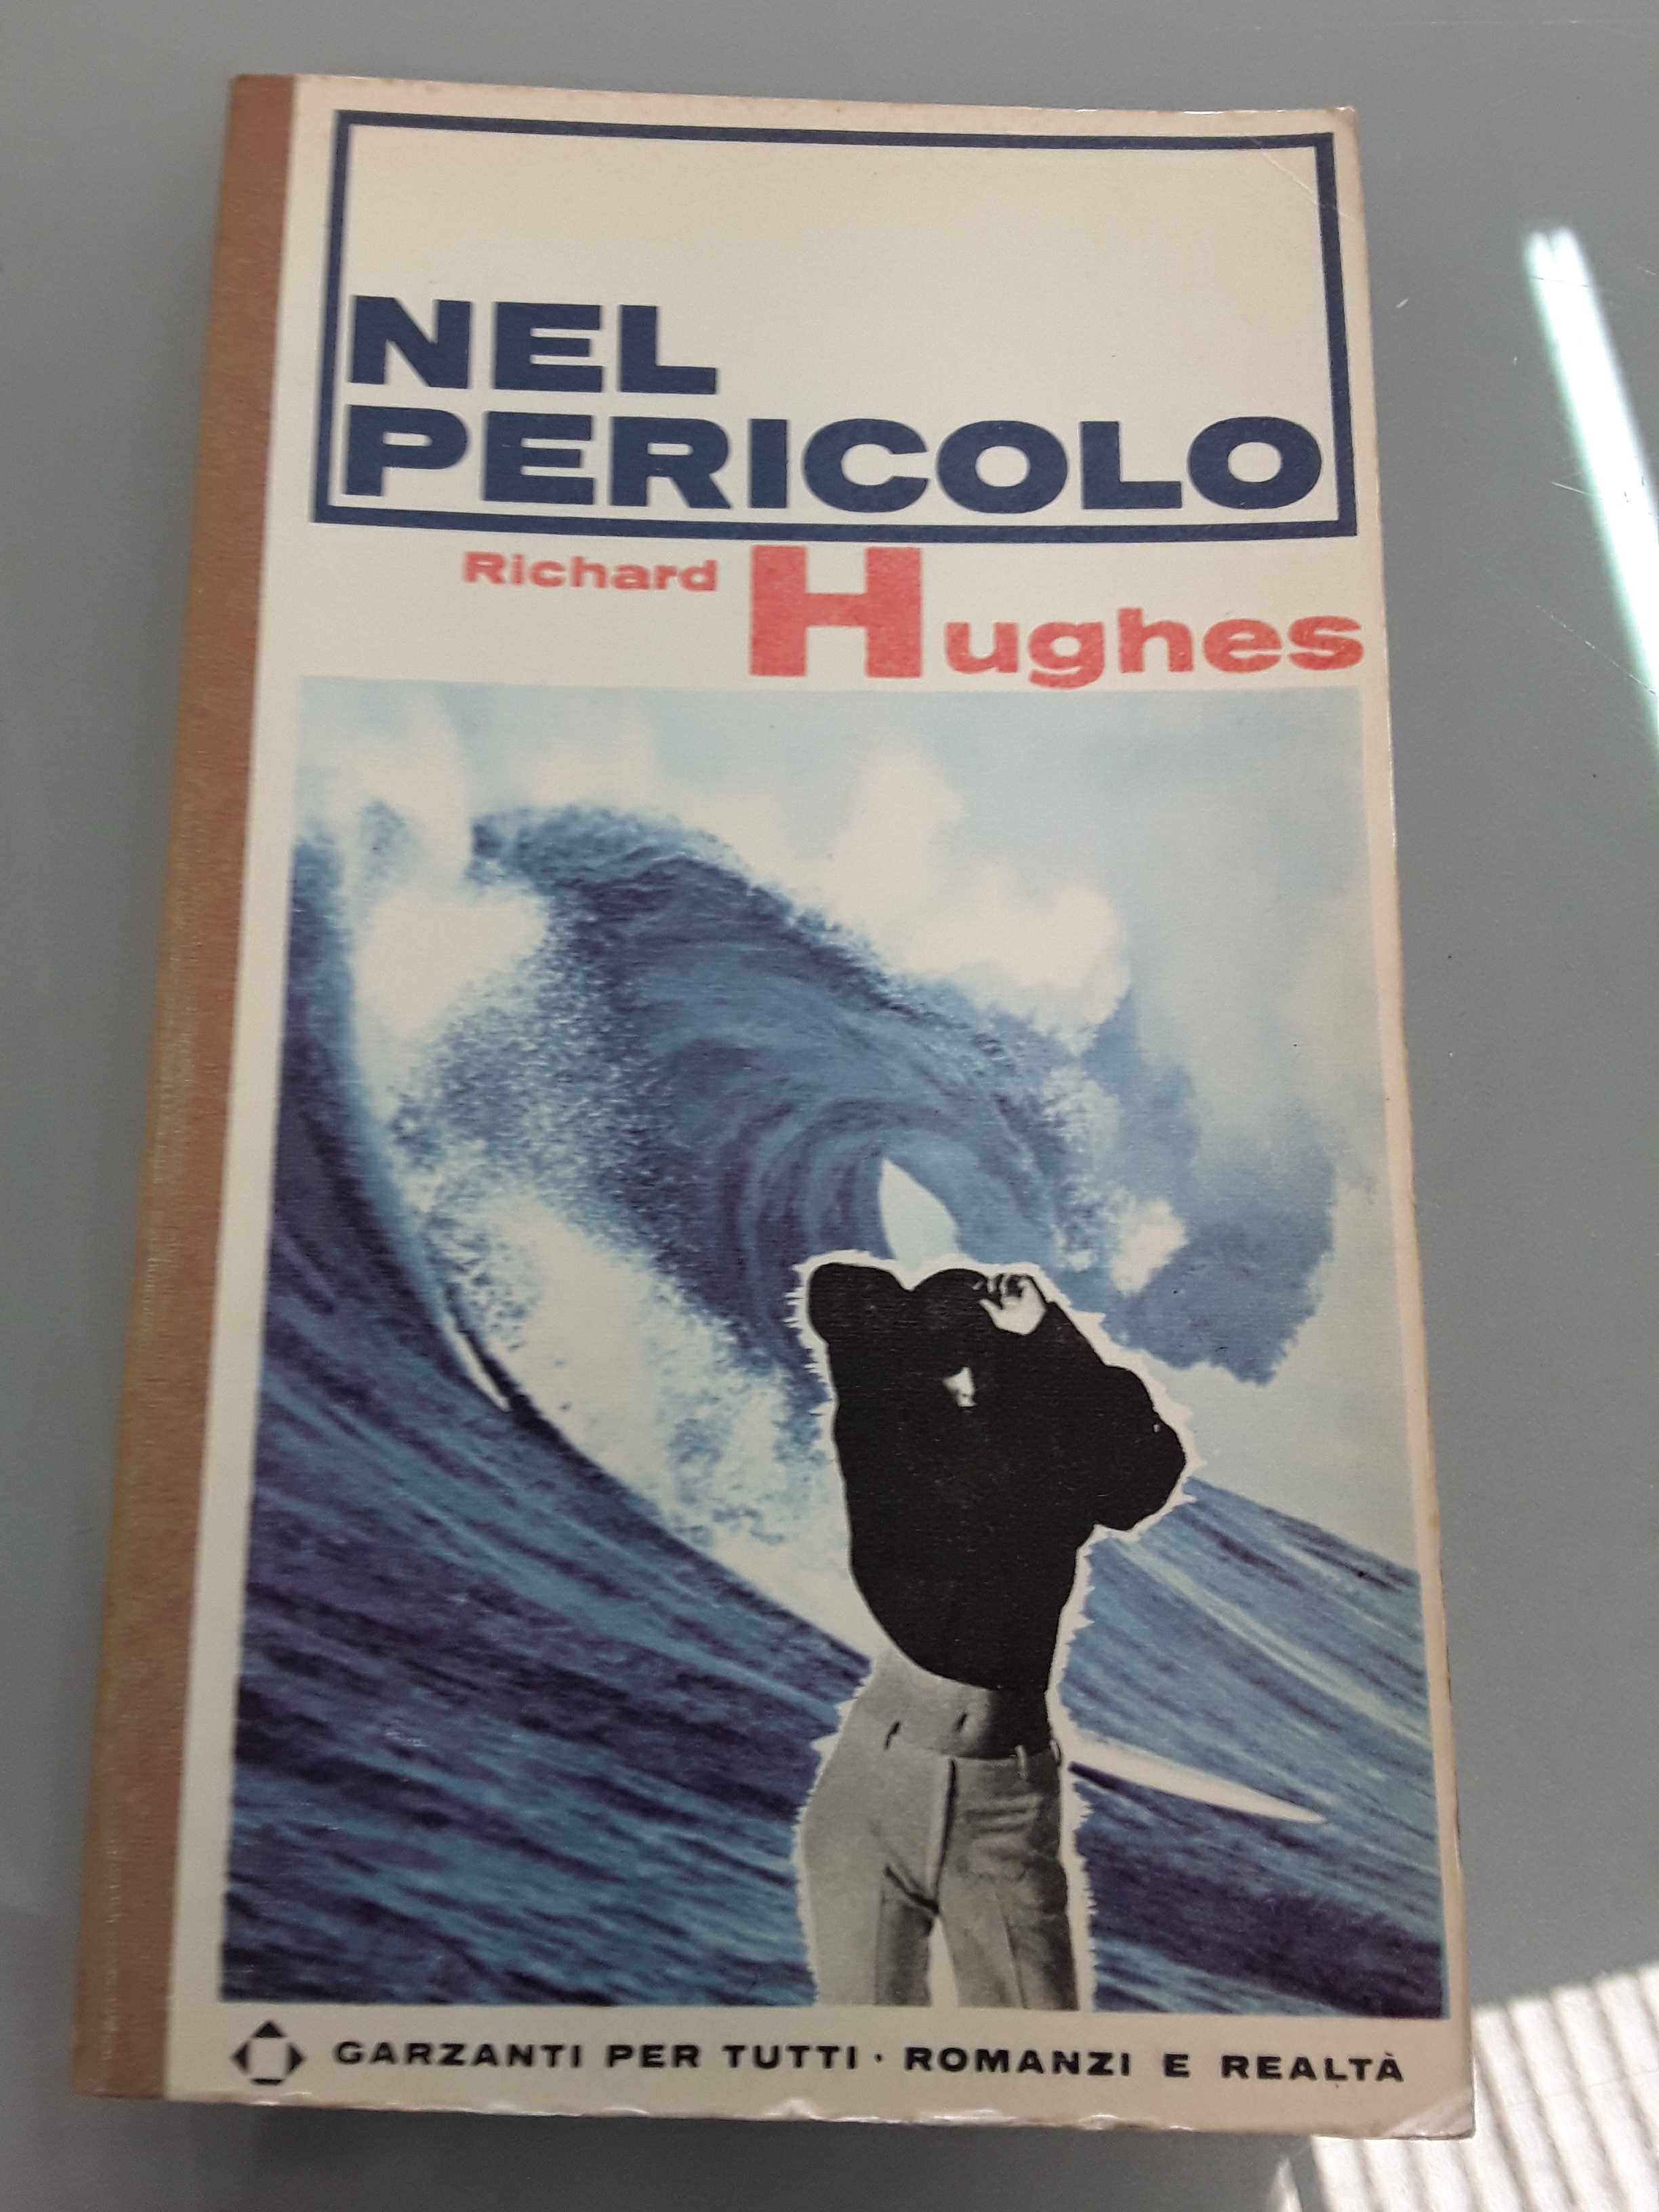 NEL
PERICOLO
Richard Hughes
GARZANTI PER TUTTI · ROMANZI E REALTÀ